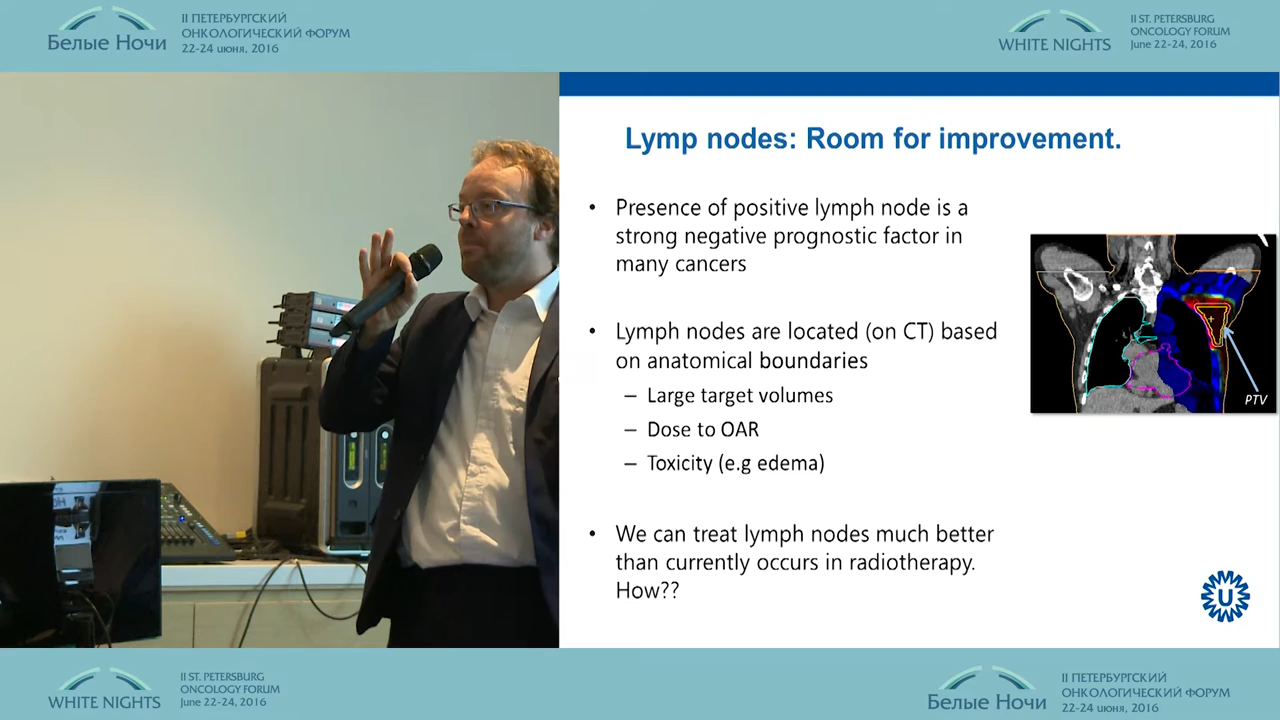 Белые Ночи
II ПЕТЕРБУРГСКИЙ
ОНКОЛОГИЧЕСКИЙ ФОРУМ
22-24 июня, 2016
WHITE NIGHTS
II ST. PETERSBURG
ONCOLOGY FORUM
June 22-24, 2016
Lymp nodes: Room for improvement.
• Presence of positive lymph node is a
strong negative prognostic factor in
many cancers
• Lymph nodes are located (on CT) based
on anatomical boundaries
– Large target volumes
– Dose to OAR
– Toxicity (e.g edema)
• We can treat lymph nodes much better
than currently occurs in radiotherapy.
How??
PTV
U
WHITE NIGHTS
II ST. PETERSBURG
ONCOLOGY FORUM
June 22-24, 2016
Белые Ночи
II ПЕТЕРБУРГСКИЙ
ОНКОЛОГИЧЕСКИЙ ФОРУМ
22-24 июня, 2016